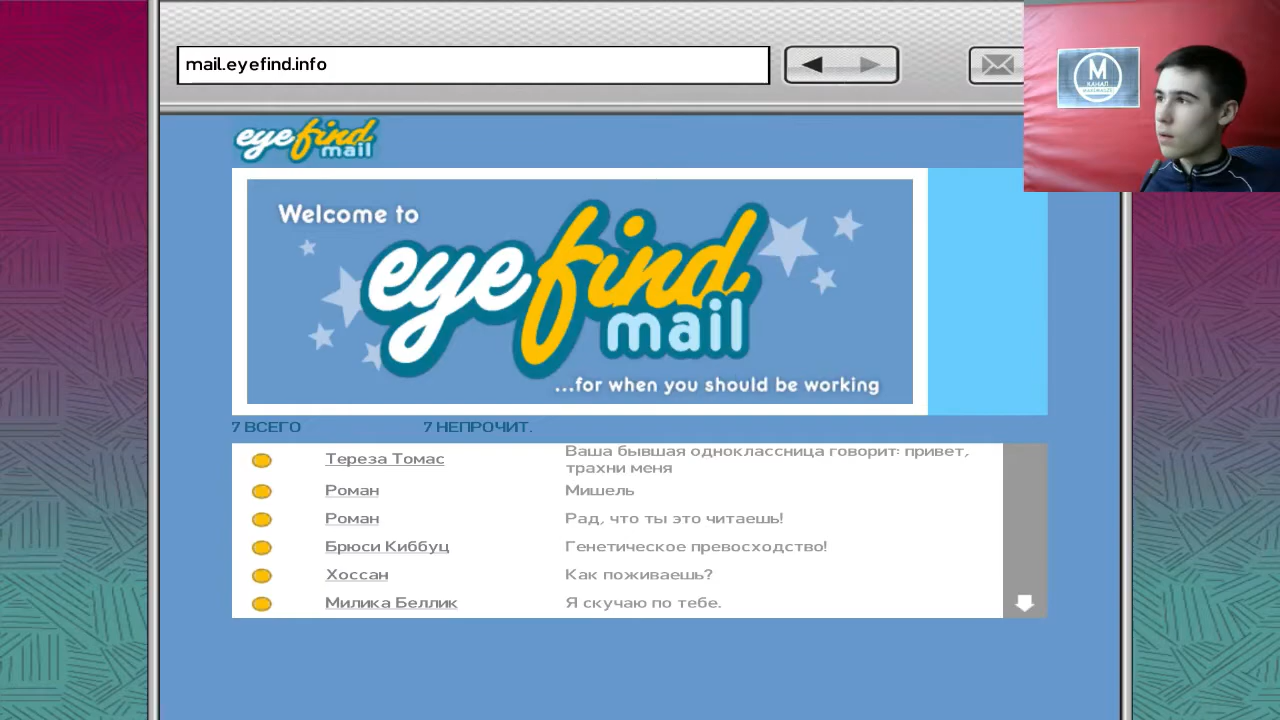 mail.eyefind.info
М
КАНАЛ
eyefind
mail
Welcome to
eyefind
mail
...for when you should be working
7 ВСЕГО 7 НЕПРОЧИТ.
Тереза Томас Ваша бывшая одноклассница говорит: привет,
трахни меня
Роман Мишель
Роман Рад, что ты это читаешь!
Брюси Киббуц Генетическое превосходство!
Хоссан Как поживаешь?
Милика Беллик Я скучаю по тебе.